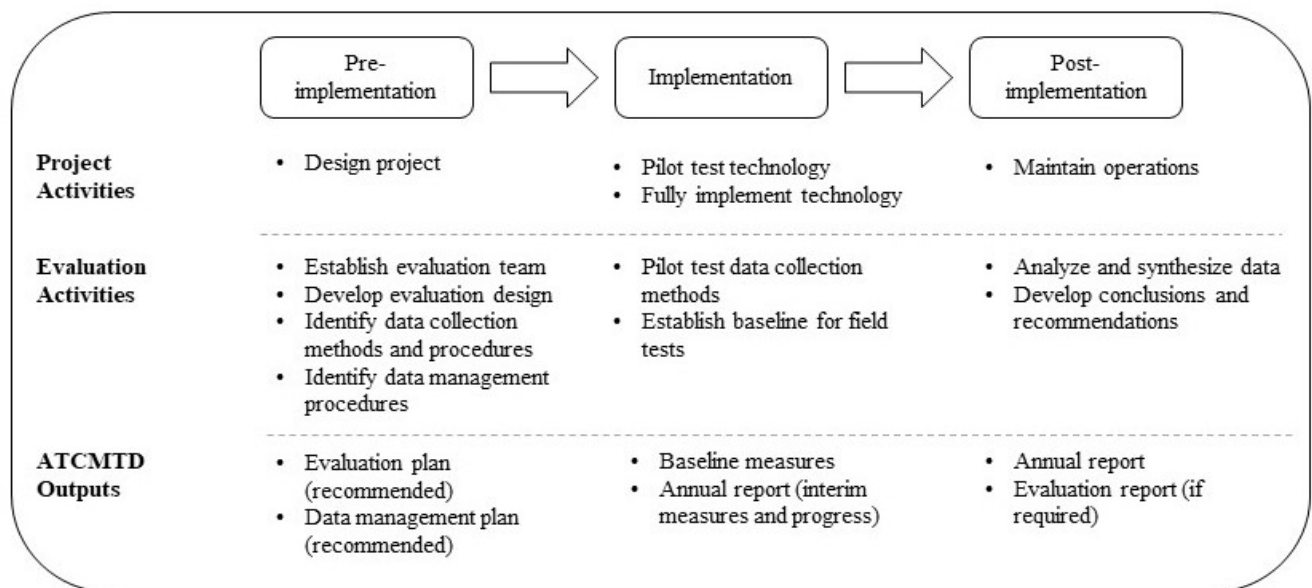 Pre-
implementation
Implementation
Post-
implementation
Project
Activities
• Design project
• Pilot test technology
• Fully implement technology
• Maintain operations
Evaluation
Activities
• Establish evaluation team
• Develop evaluation design
• Identify data collection
methods and procedures
• Identify data management
procedures
• Pilot test data collection
methods
• Establish baseline for field
tests
• Analyze and synthesize data
• Develop conclusions and
recommendations
ATCMTD
Outputs
• Evaluation plan
(recommended)
• Data management plan
(recommended)
• Baseline measures
• Annual report (interim
measures and progress)
• Annual report
• Evaluation report (if
required)